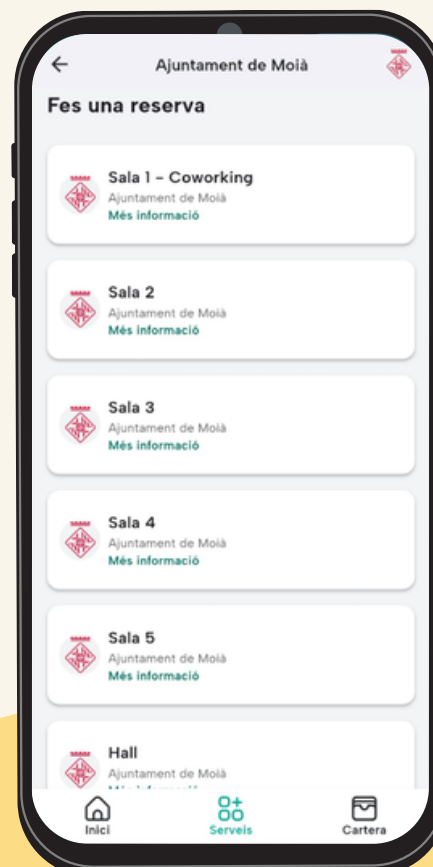 Ajuntament de Moià
Fes una reserva
Sala 1 - Coworking
Ajuntament de Moià
Més informació
Sala 2
Ajuntament de Moià
Més informació
Sala 3
Ajuntament de Moià
Més informació
Sala 4
Ajuntament de Moià
Més informació
Sala 5
Ajuntament de Moià
Més informació
Hall
Ajuntament de Moià
Inici
Serveis
Cartera